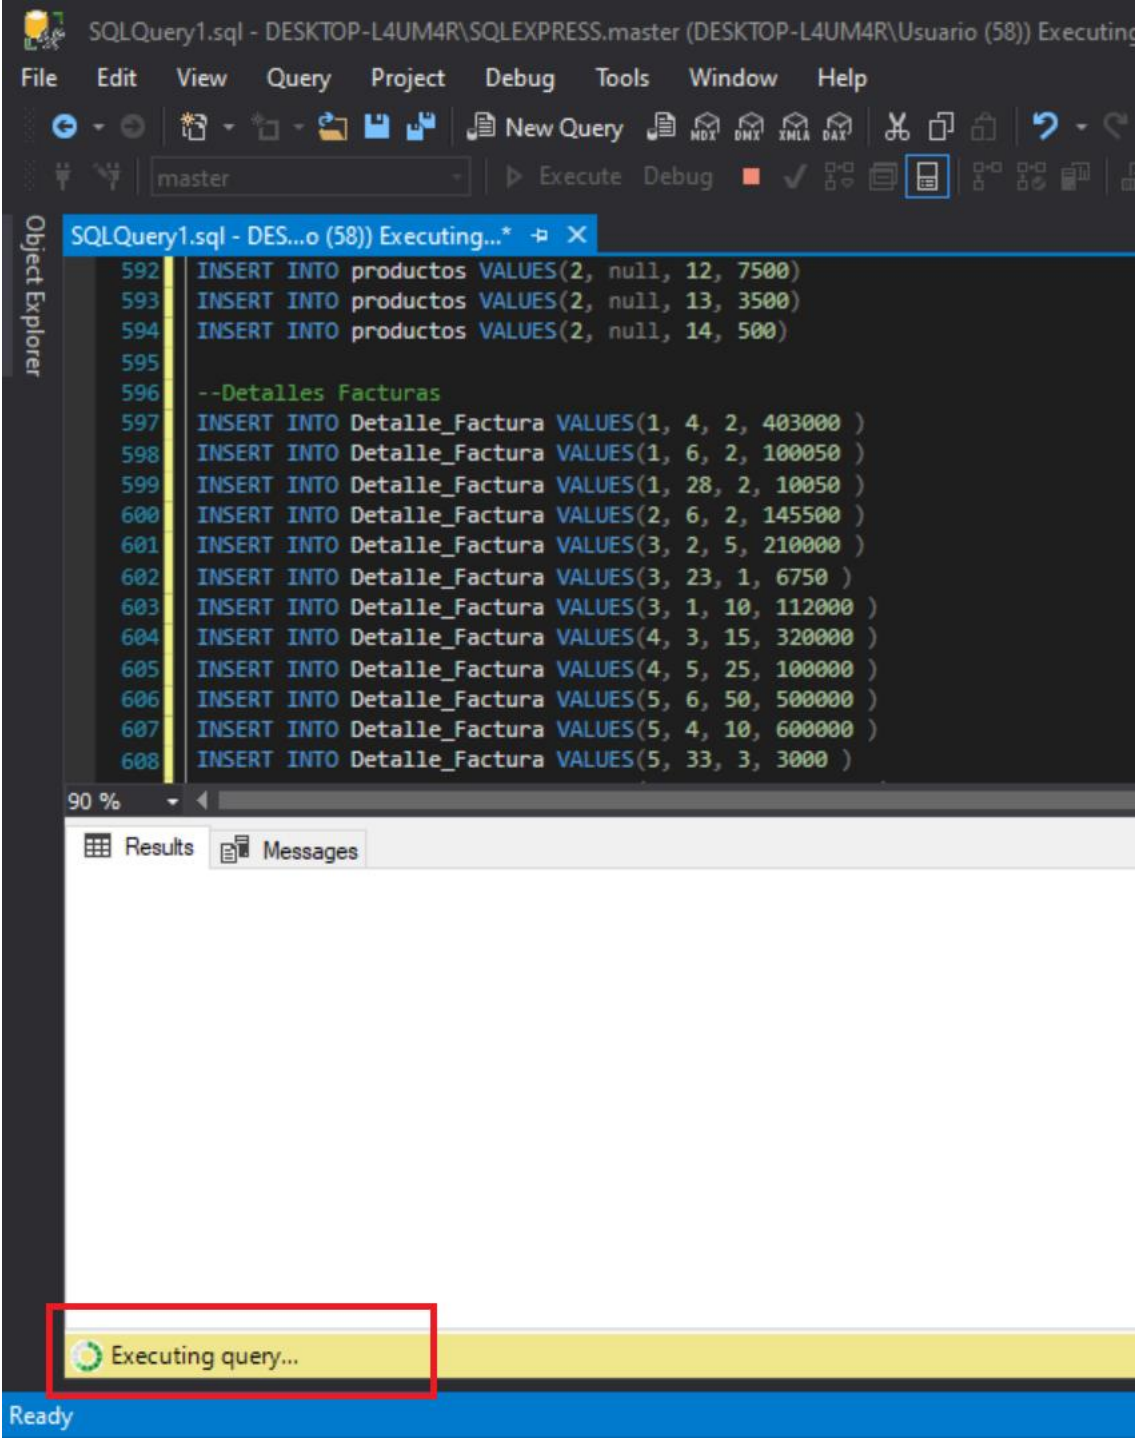 SQLQuery1.sql - DESKTOP-L4UM4R\SQLEXPRESS.master (DESKTOP-L4UM4R\Usuario (58)) Executing
File Edit View Query Project Debug Tools Window Help
New Query MDX DMX XMLA DAX
master Execute Debug
Object Explorer
SQLQuery1.sql - DES...o (58)) Executing...*
592 INSERT INTO productos VALUES(2, null, 12, 7500)
593 INSERT INTO productos VALUES(2, null, 13, 3500)
594 INSERT INTO productos VALUES(2, null, 14, 500)
595
596 --Detalles Facturas
597 INSERT INTO Detalle_Factura VALUES(1, 4, 2, 403000 )
598 INSERT INTO Detalle_Factura VALUES(1, 6, 2, 100050 )
599 INSERT INTO Detalle_Factura VALUES(1, 28, 2, 10050 )
600 INSERT INTO Detalle_Factura VALUES(2, 6, 2, 145500 )
601 INSERT INTO Detalle_Factura VALUES(3, 2, 5, 210000 )
602 INSERT INTO Detalle_Factura VALUES(3, 23, 1, 6750 )
603 INSERT INTO Detalle_Factura VALUES(3, 1, 10, 112000 )
604 INSERT INTO Detalle_Factura VALUES(4, 3, 15, 320000 )
605 INSERT INTO Detalle_Factura VALUES(4, 5, 25, 100000 )
606 INSERT INTO Detalle_Factura VALUES(5, 6, 50, 500000 )
607 INSERT INTO Detalle_Factura VALUES(5, 4, 10, 600000 )
608 INSERT INTO Detalle_Factura VALUES(5, 33, 3, 3000 )
90 %
Results Messages
Executing query...
Ready